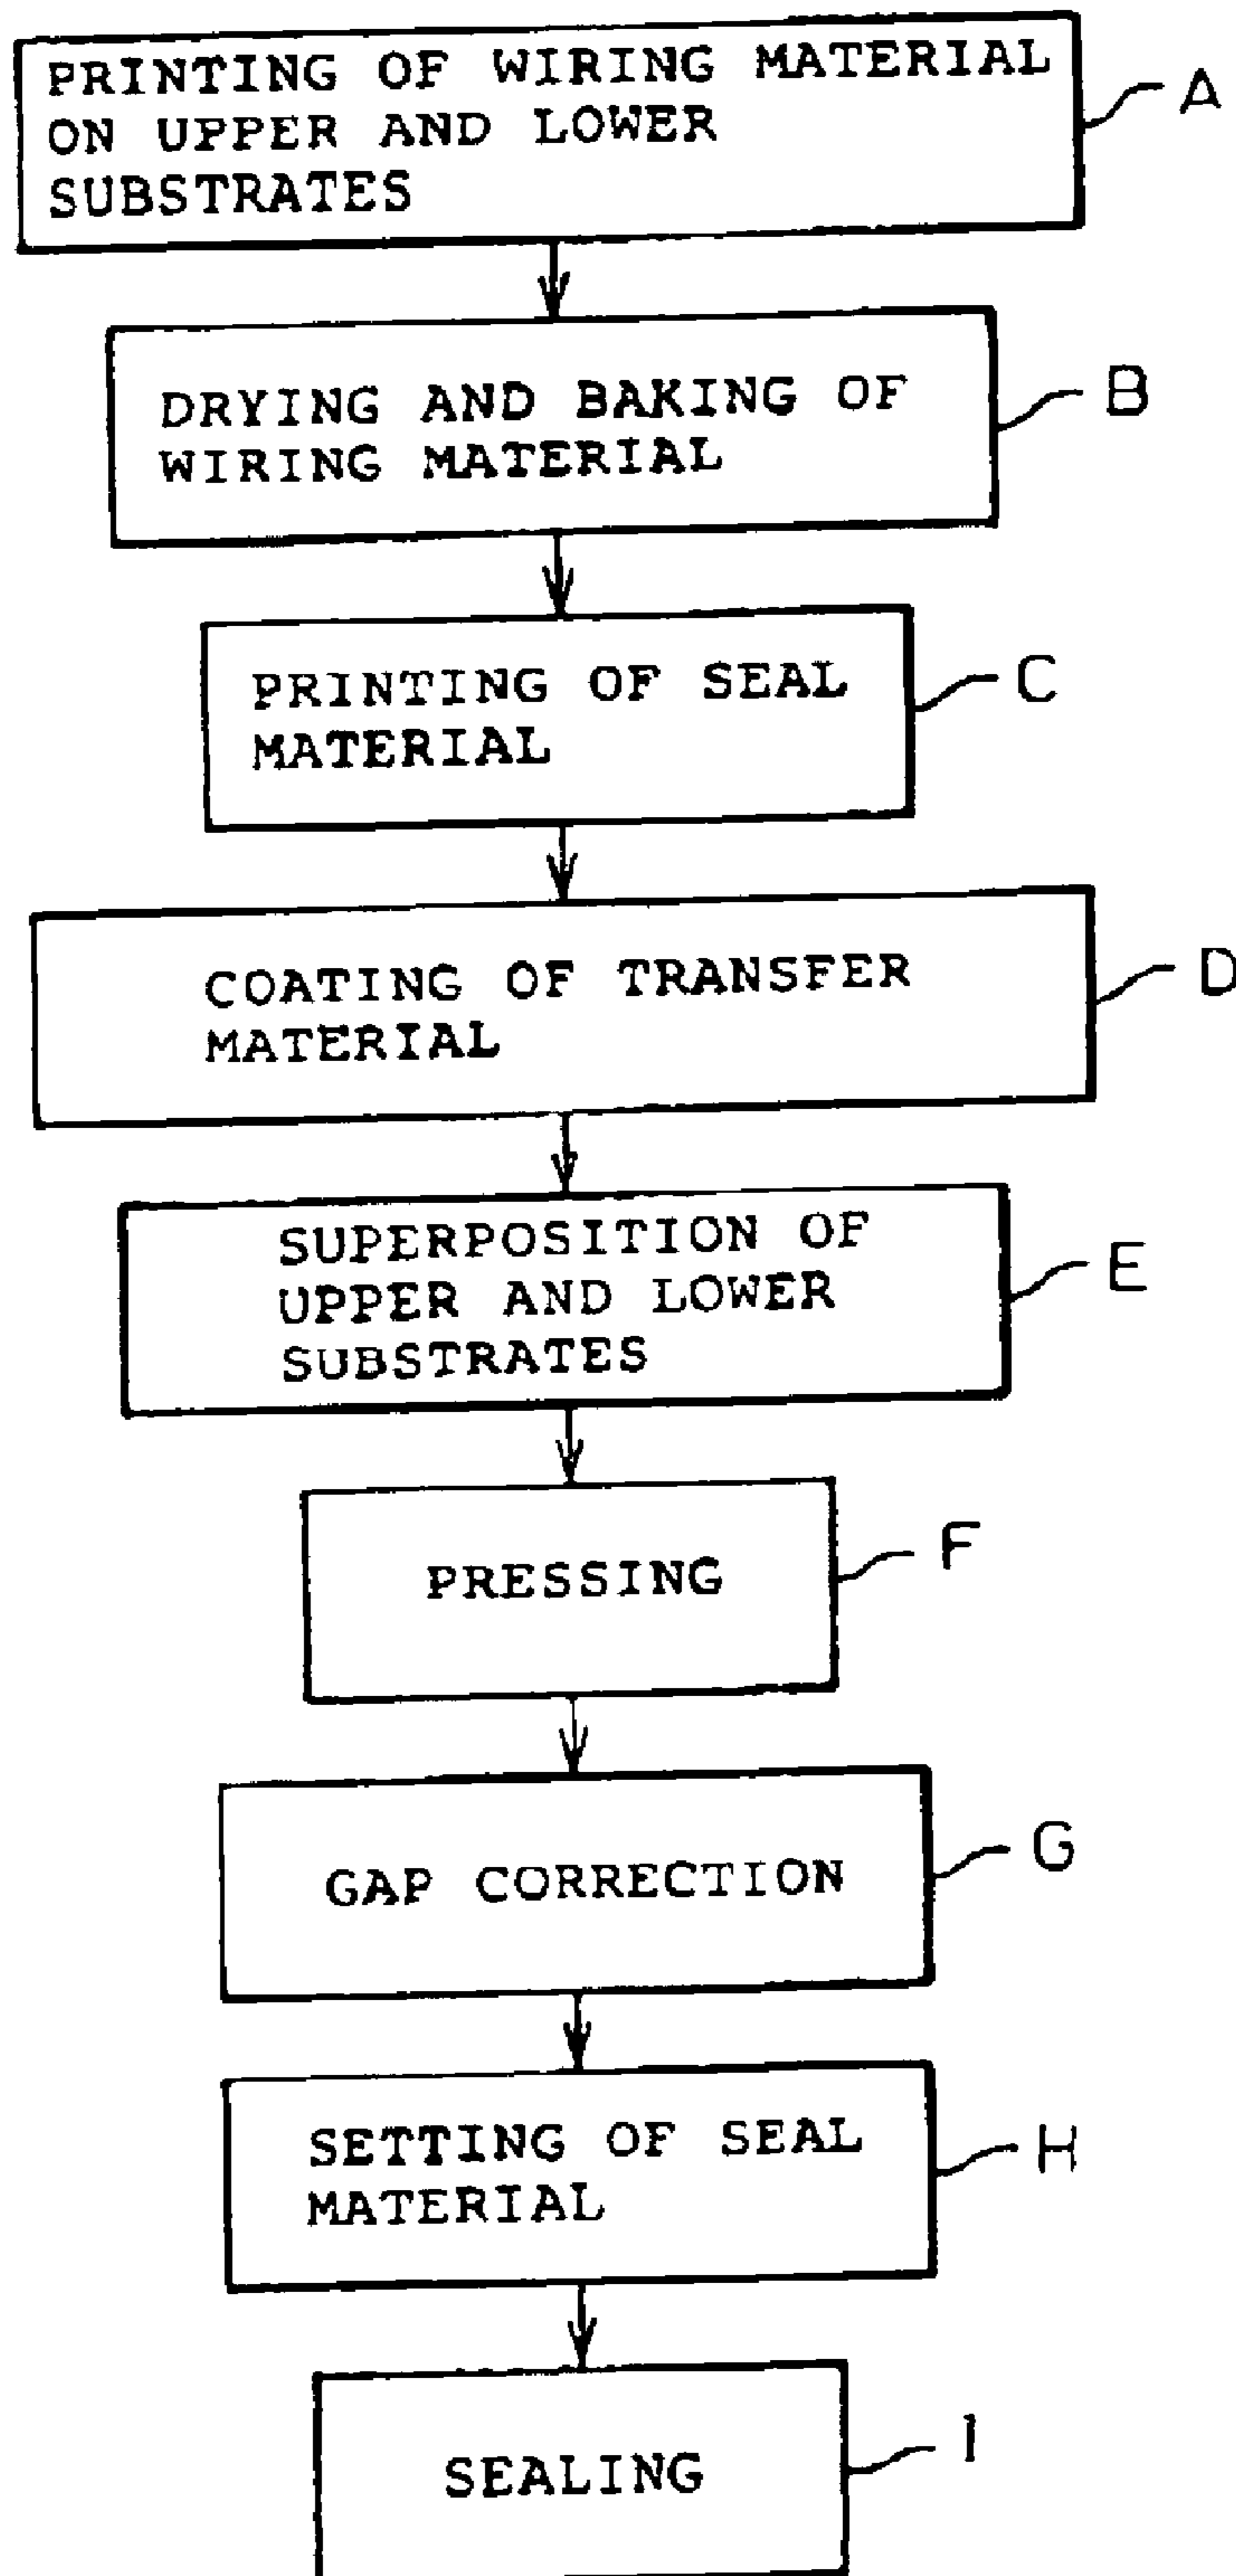 PRINTING OF WIRING MATERIAL
ON UPPER AND LOWER
SUBSTRATES
A
DRYING AND BAKING OF
WIRING MATERIAL
B
PRINTING OF SEAL
MATERIAL
C
COATING OF TRANSFER
MATERIAL
D
SUPERPOSITION OF
UPPER AND LOWER
SUBSTRATES
E
PRESSING
F
GAP CORRECTION
G
SETTING OF SEAL
MATERIAL
H
SEALING
I